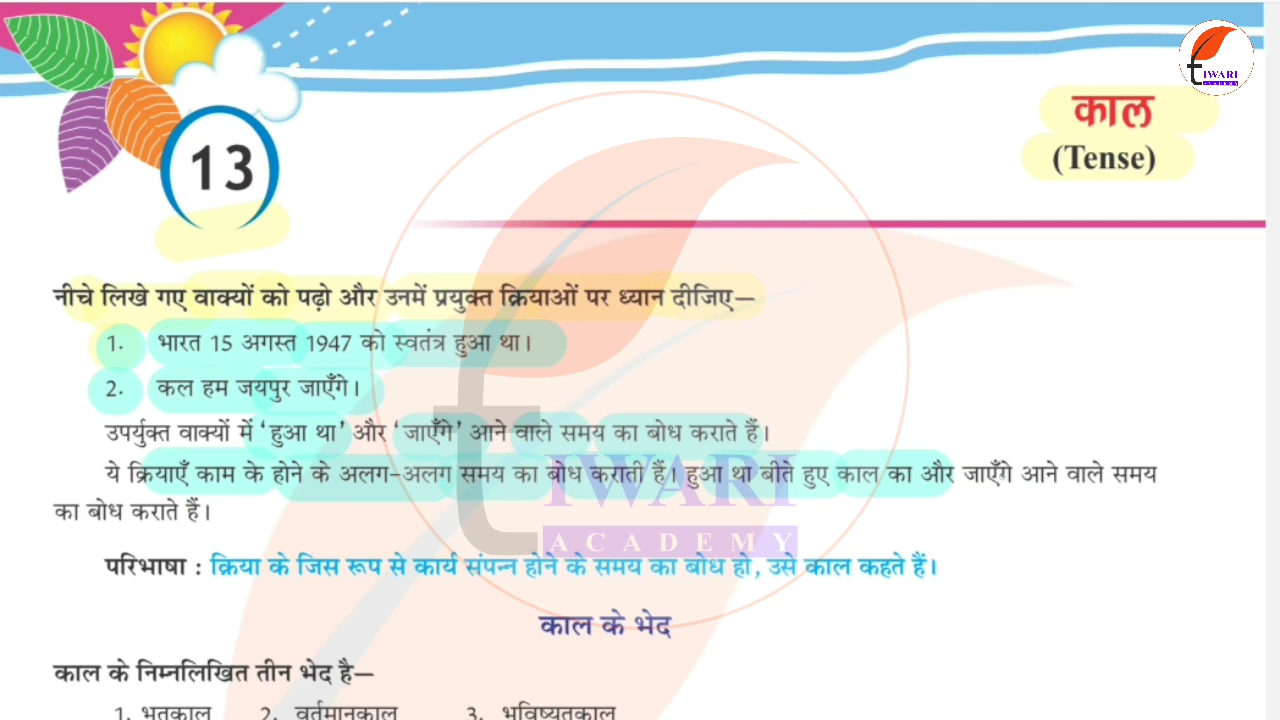 tIWARI
ACADEMY
काल
(Tense)
13
नीचे लिखे गए वाक्यों को पढ़ो और उनमें प्रयुक्त क्रियाओं पर ध्यान दीजिए—
1. भारत 15 अगस्त 1947 को स्वतंत्र हुआ था।
2. कल हम जयपुर जाएँगे।
उपर्युक्त वाक्यों में ‘हुआ था’ और ‘जाएँगे’ आने वाले समय का बोध कराते हैं।
ये क्रियाएँ काम के होने के अलग-अलग समय का बोध कराती हैं। हुआ था बीते हुए काल का और जाएँगे आने वाले समय
का बोध कराते हैं।
tIWARI
ACADEMY
परिभाषा : क्रिया के जिस रूप से कार्य संपन्न होने के समय का बोध हो, उसे काल कहते हैं।
काल के भेद
काल के निम्नलिखित तीन भेद है—
1. भूतकाल 2. वर्तमानकाल 3. भविष्यतकाल